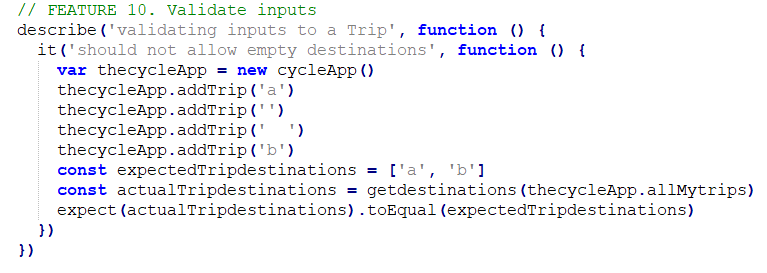 // FEATURE 10. Validate inputs
describe('validating inputs to a Trip', function () {
  it('should not allow empty destinations', function () {
    var thecycleApp = new cycleApp()
    thecycleApp.addTrip('a')
    thecycleApp.addTrip('')
    thecycleApp.addTrip('  ')
    thecycleApp.addTrip('b')
    const expectedTripdestinations = ['a', 'b']
    const actualTripdestinations = getdestinations(thecycleApp.allMytrips)
    expect(actualTripdestinations).toEqual(expectedTripdestinations)
  })
})